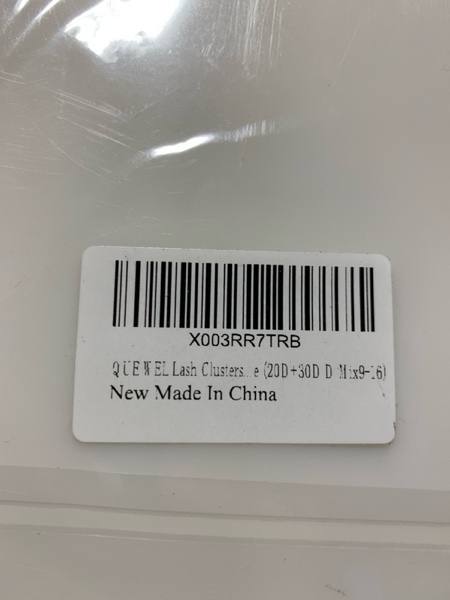 X003RR7TRB
QUEWEL Lash Clusters...e (20D+30D D Mix9-16)
New Made In China